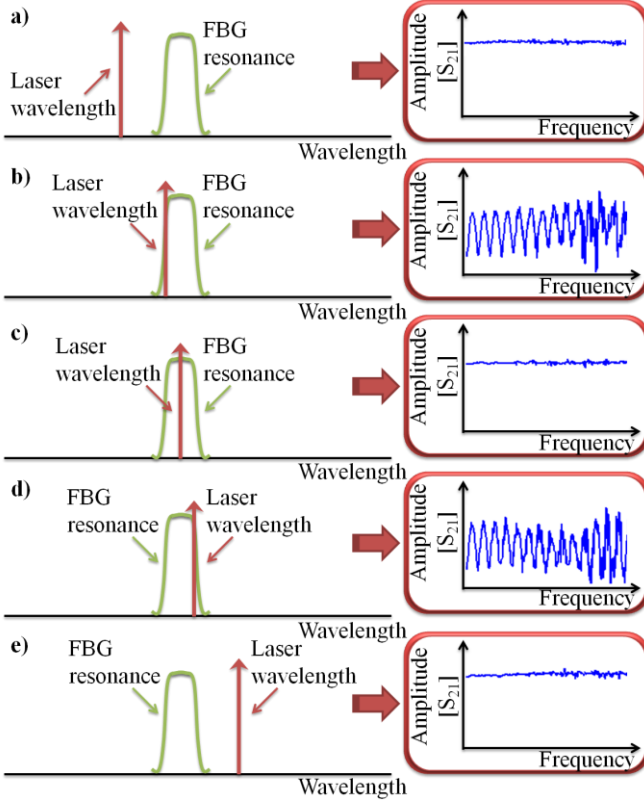 a)
FBG
resonance
Laser
wavelength
Wavelength
Amplitude
[S21]
Frequency
b)
Laser
wavelength
FBG
resonance
Wavelength
Amplitude
[S21]
Frequency
c)
Laser
wavelength
FBG
resonance
Wavelength
Amplitude
[S21]
Frequency
d)
FBG
resonance
Laser
wavelength
Wavelength
Amplitude
[S21]
Frequency
e)
FBG
resonance
Laser
wavelength
Wavelength
Amplitude
[S21]
Frequency